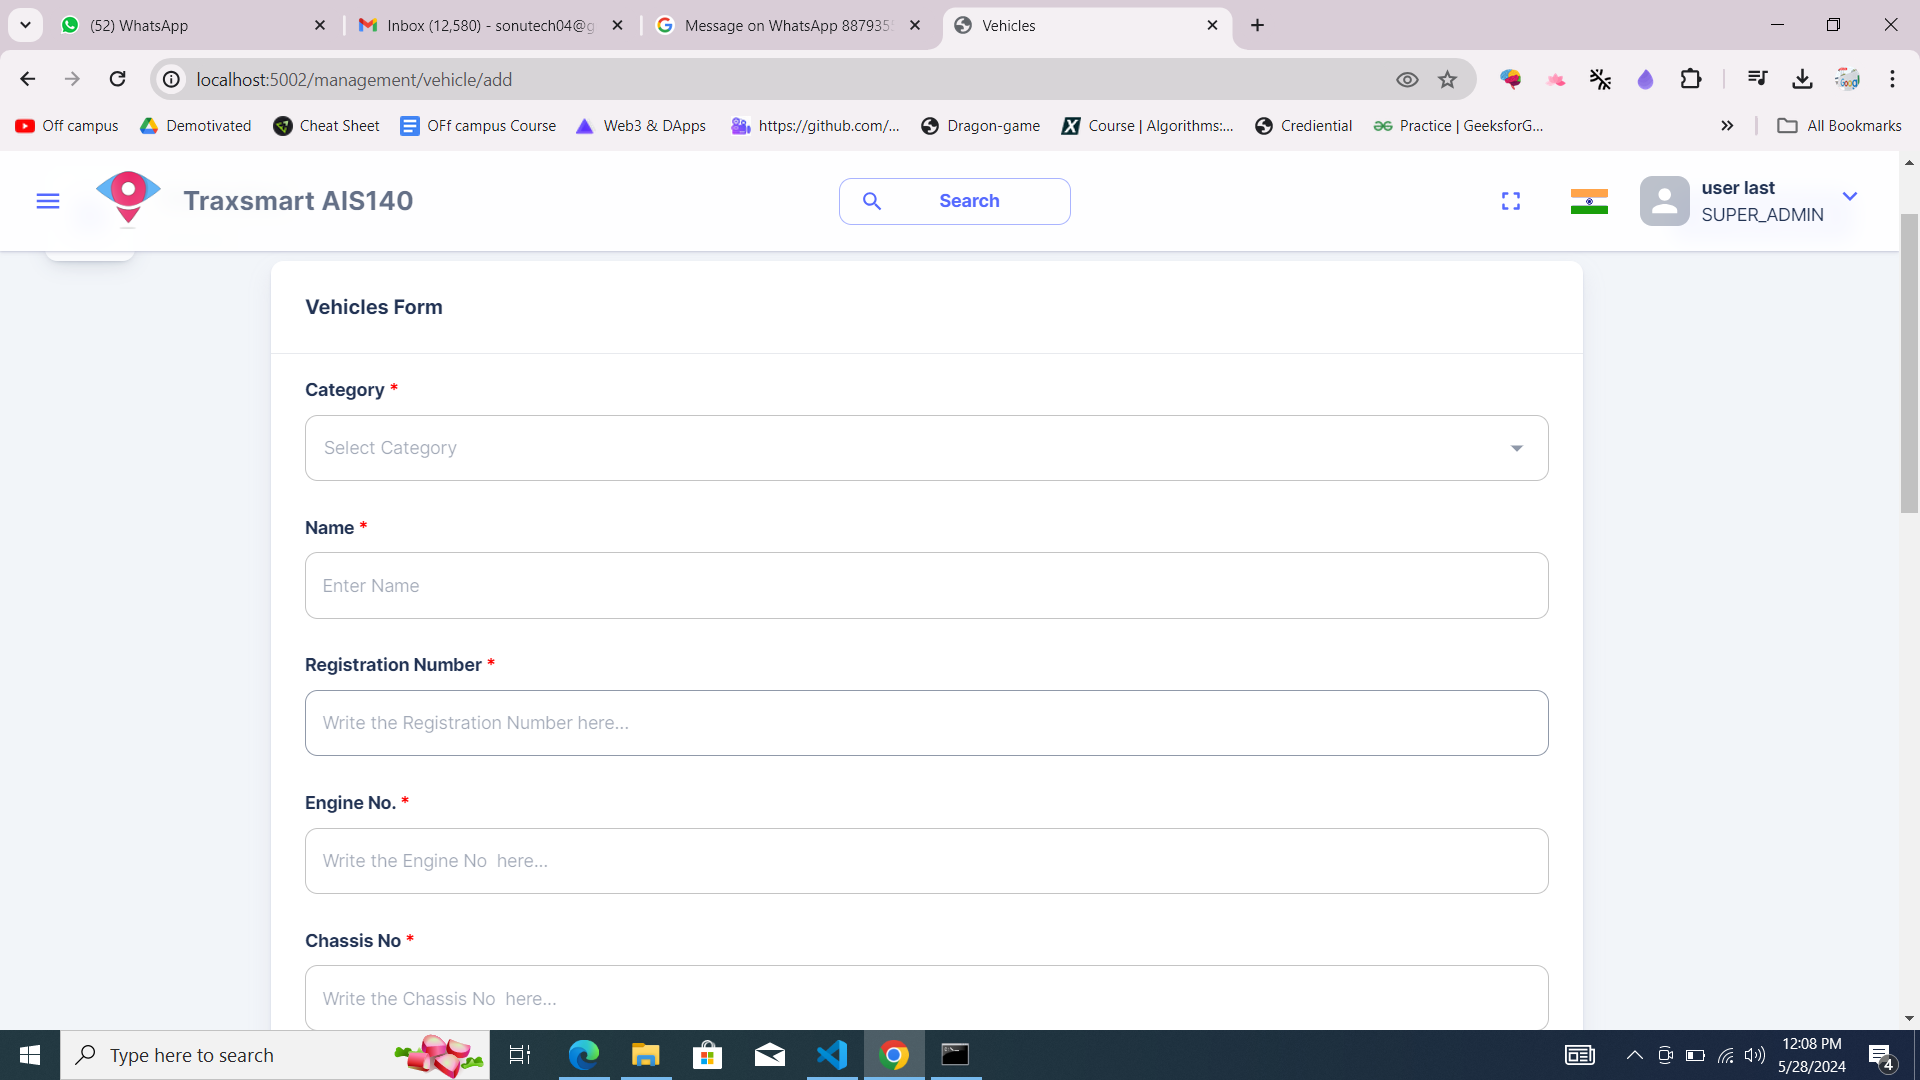 (52) WhatsApp
Inbox (12,580) - sonutech04@g
Message on WhatsApp 887935
Vehicles
localhost:5002/management/vehicle/add
Off campus
Demotivated
Cheat Sheet
OFf campus Course
Web3 & DApps
https://github.com/...
Dragon-game
Course | Algorithms:...
Crediential
Practice | GeeksforG...
All Bookmarks
Traxsmart AIS140
Search
user last
SUPER_ADMIN
Vehicles Form
Category *
Select Category
Name *
Enter Name
Registration Number *
Write the Registration Number here...
Engine No. *
Write the Engine No  here...
Chassis No *
Write the Chassis No  here...
Type here to search
12:08 PM
5/28/2024
4